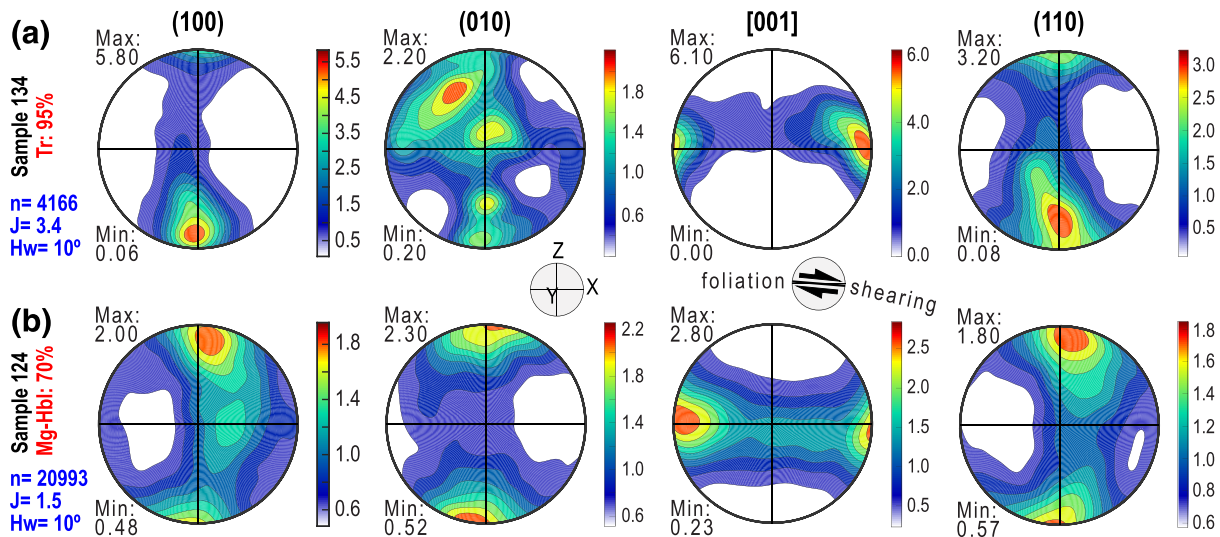 (a)
(100)
(010)
[001]
(110)
Sample 134
Tr: 95%
n= 4166
J= 3.4
Hw= 10º
Max:
5.80
Min:
0.06
5.5
4.5
3.5
2.5
1.5
0.5
Max:
2.20
Min:
0.20
1.8
1.4
1.0
0.6
Max:
6.10
Min:
0.00
6.0
4.0
2.0
0.0
Max:
3.20
Min:
0.08
3.0
2.5
2.0
1.5
1.0
0.5
Z
Y
X
foliation
shearing
(b)
Sample 124
Mg-Hbl: 70%
n= 20993
J= 1.5
Hw= 10º
Max:
2.00
Min:
0.48
1.8
1.6
1.4
1.2
1.0
0.8
0.6
Max:
2.30
Min:
0.52
2.2
1.8
1.4
1.0
0.6
Max:
2.80
Min:
0.23
2.5
2.0
1.5
1.0
0.5
Max:
1.80
Min:
0.57
1.8
1.6
1.4
1.2
1.0
0.8
0.6